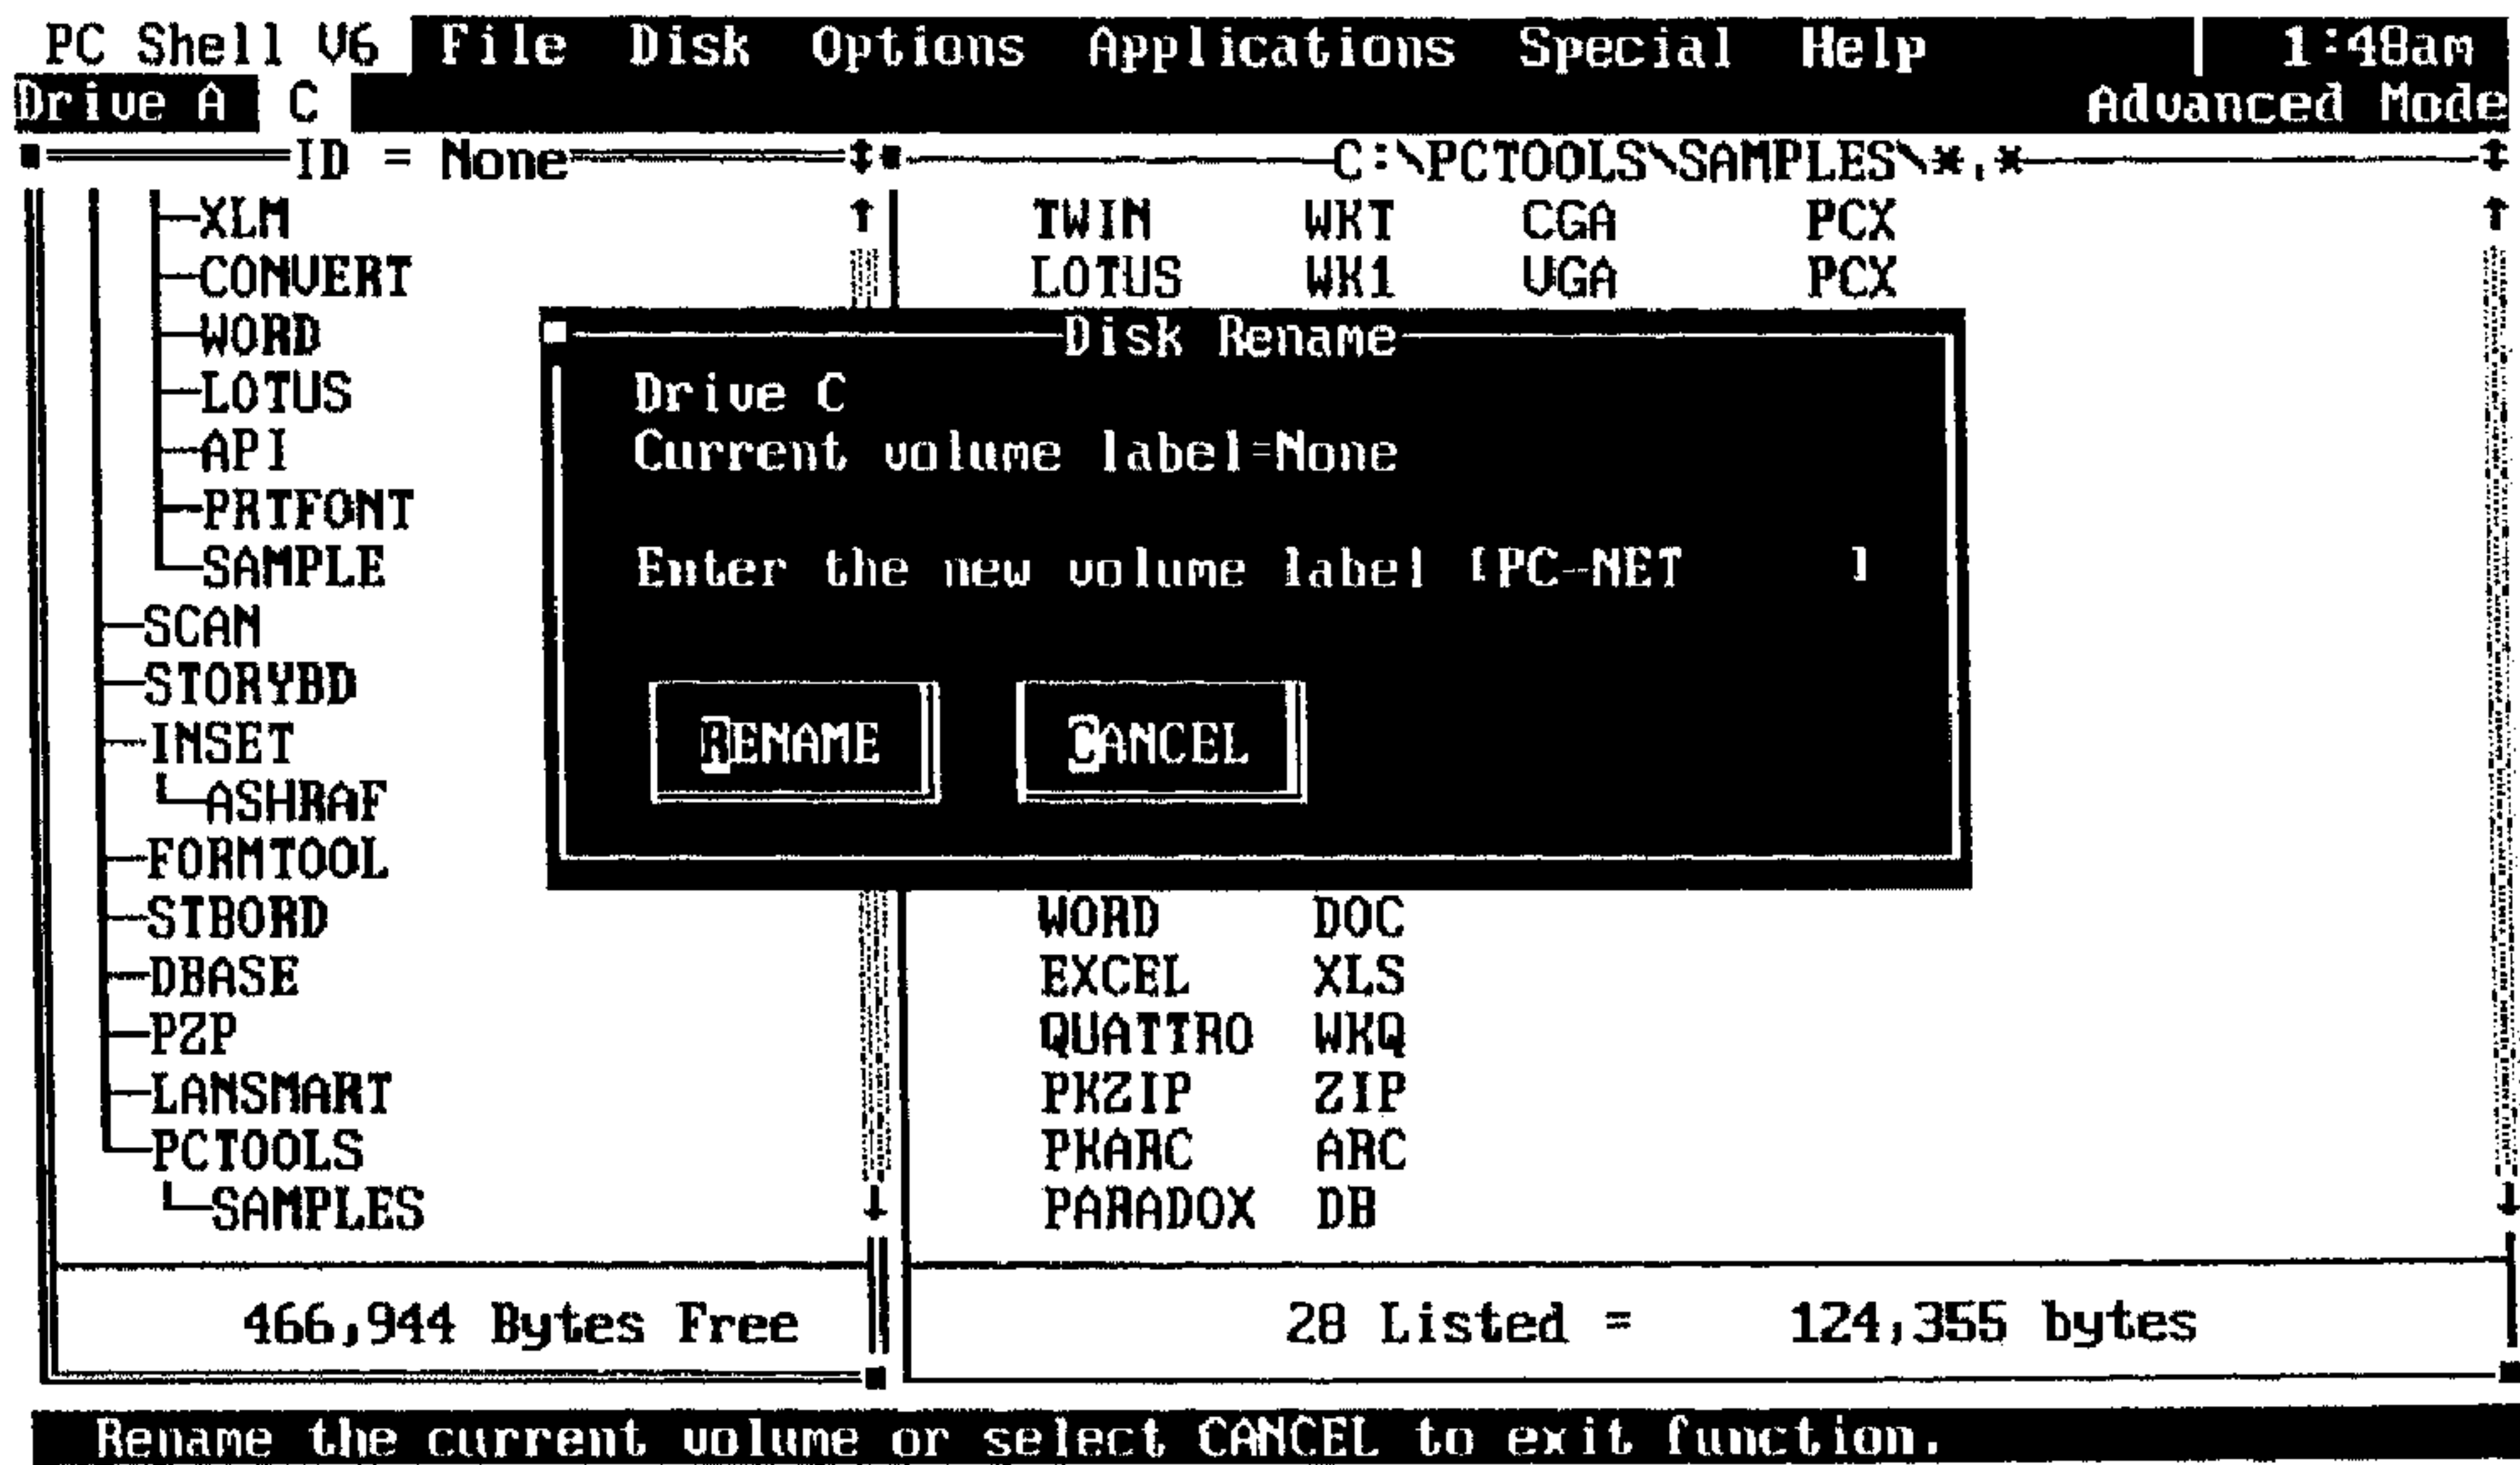 PC Shell V6 File Disk Options Applications Special Help 1:48am
Drive A C Advanced Mode
ID = None
C:\PCTOOLS\SAMPLES\*.*
XLM
CONVERT
WORD
LOTUS
API
PRTFONT
SAMPLE
SCAN
STORYBD
INSET
ASHRAF
FORMTOOL
STBORD
DBASE
PZP
LANSMART
PCTOOLS
SAMPLES
TWIN WKT CGA PCX
LOTUS WK1 VGA PCX
Disk Rename
Drive C
Current volume label=None
Enter the new volume label [PC-NET ]
RENAME CANCEL
WORD DOC
EXCEL XLS
QUATTRO WKQ
PKZIP ZIP
PKARC ARC
PARADOX DB
466,944 Bytes Free
28 Listed = 124,355 bytes
Rename the current volume or select CANCEL to exit function.